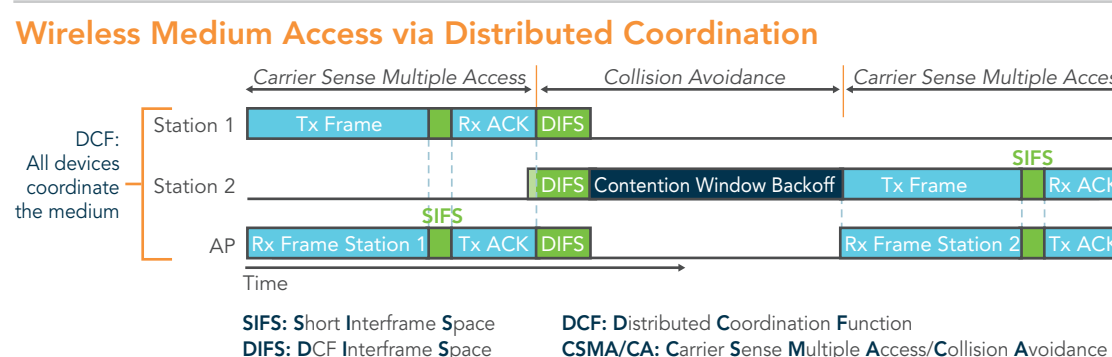 Wireless Medium Access via Distributed Coordination
Carrier Sense Multiple Access
Collision Avoidance
Carrier Sense Multiple Acces
DCF:
All devices
coordinate
the medium
Station 1
Tx Frame
Rx ACK
DIFS
SIFS
Station 2
DIFS
Contention Window Backoff
Tx Frame
Rx ACK
SIFS
AP
Rx Frame Station 1
Tx ACK
DIFS
Rx Frame Station 2
Tx ACK
Time
SIFS: Short Interframe Space
DCF: Distributed Coordination Function
DIFS: DCF Interframe Space
CSMA/CA: Carrier Sense Multiple Access/Collision Avoidance